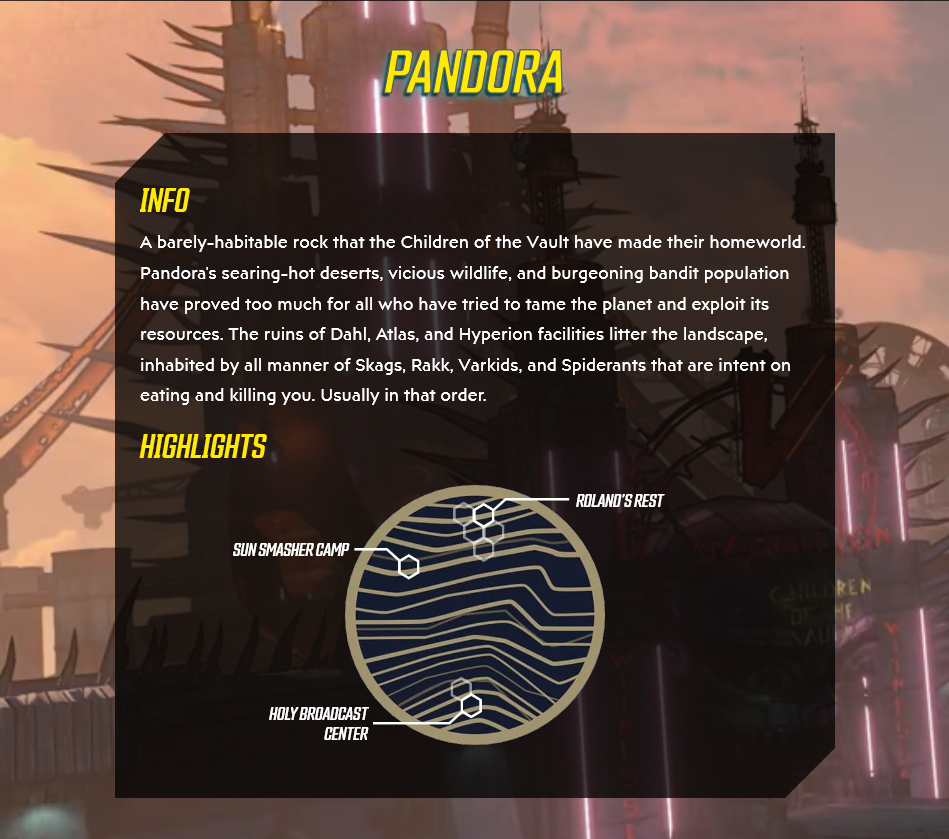 PANDORA
INFO
A barely-habitable rock that the Children of the Vault have made their homeworld.
Pandora's searing-hot deserts, vicious wildlife, and burgeoning bandit population
have proved too much for all who have tried to tame the planet and exploit its
resources. The ruins of Dahl, Atlas, and Hyperion facilities litter the landscape,
inhabited by all manner of Skags, Rakk, Varkids, and Spiderants that are intent on
eating and killing you. Usually in that order.
HIGHLIGHTS
ROLAND'S REST
SUN SMASHER CAMP
CHILDREN
OF THE
VAULT
HOLY BROADCAST
CENTER